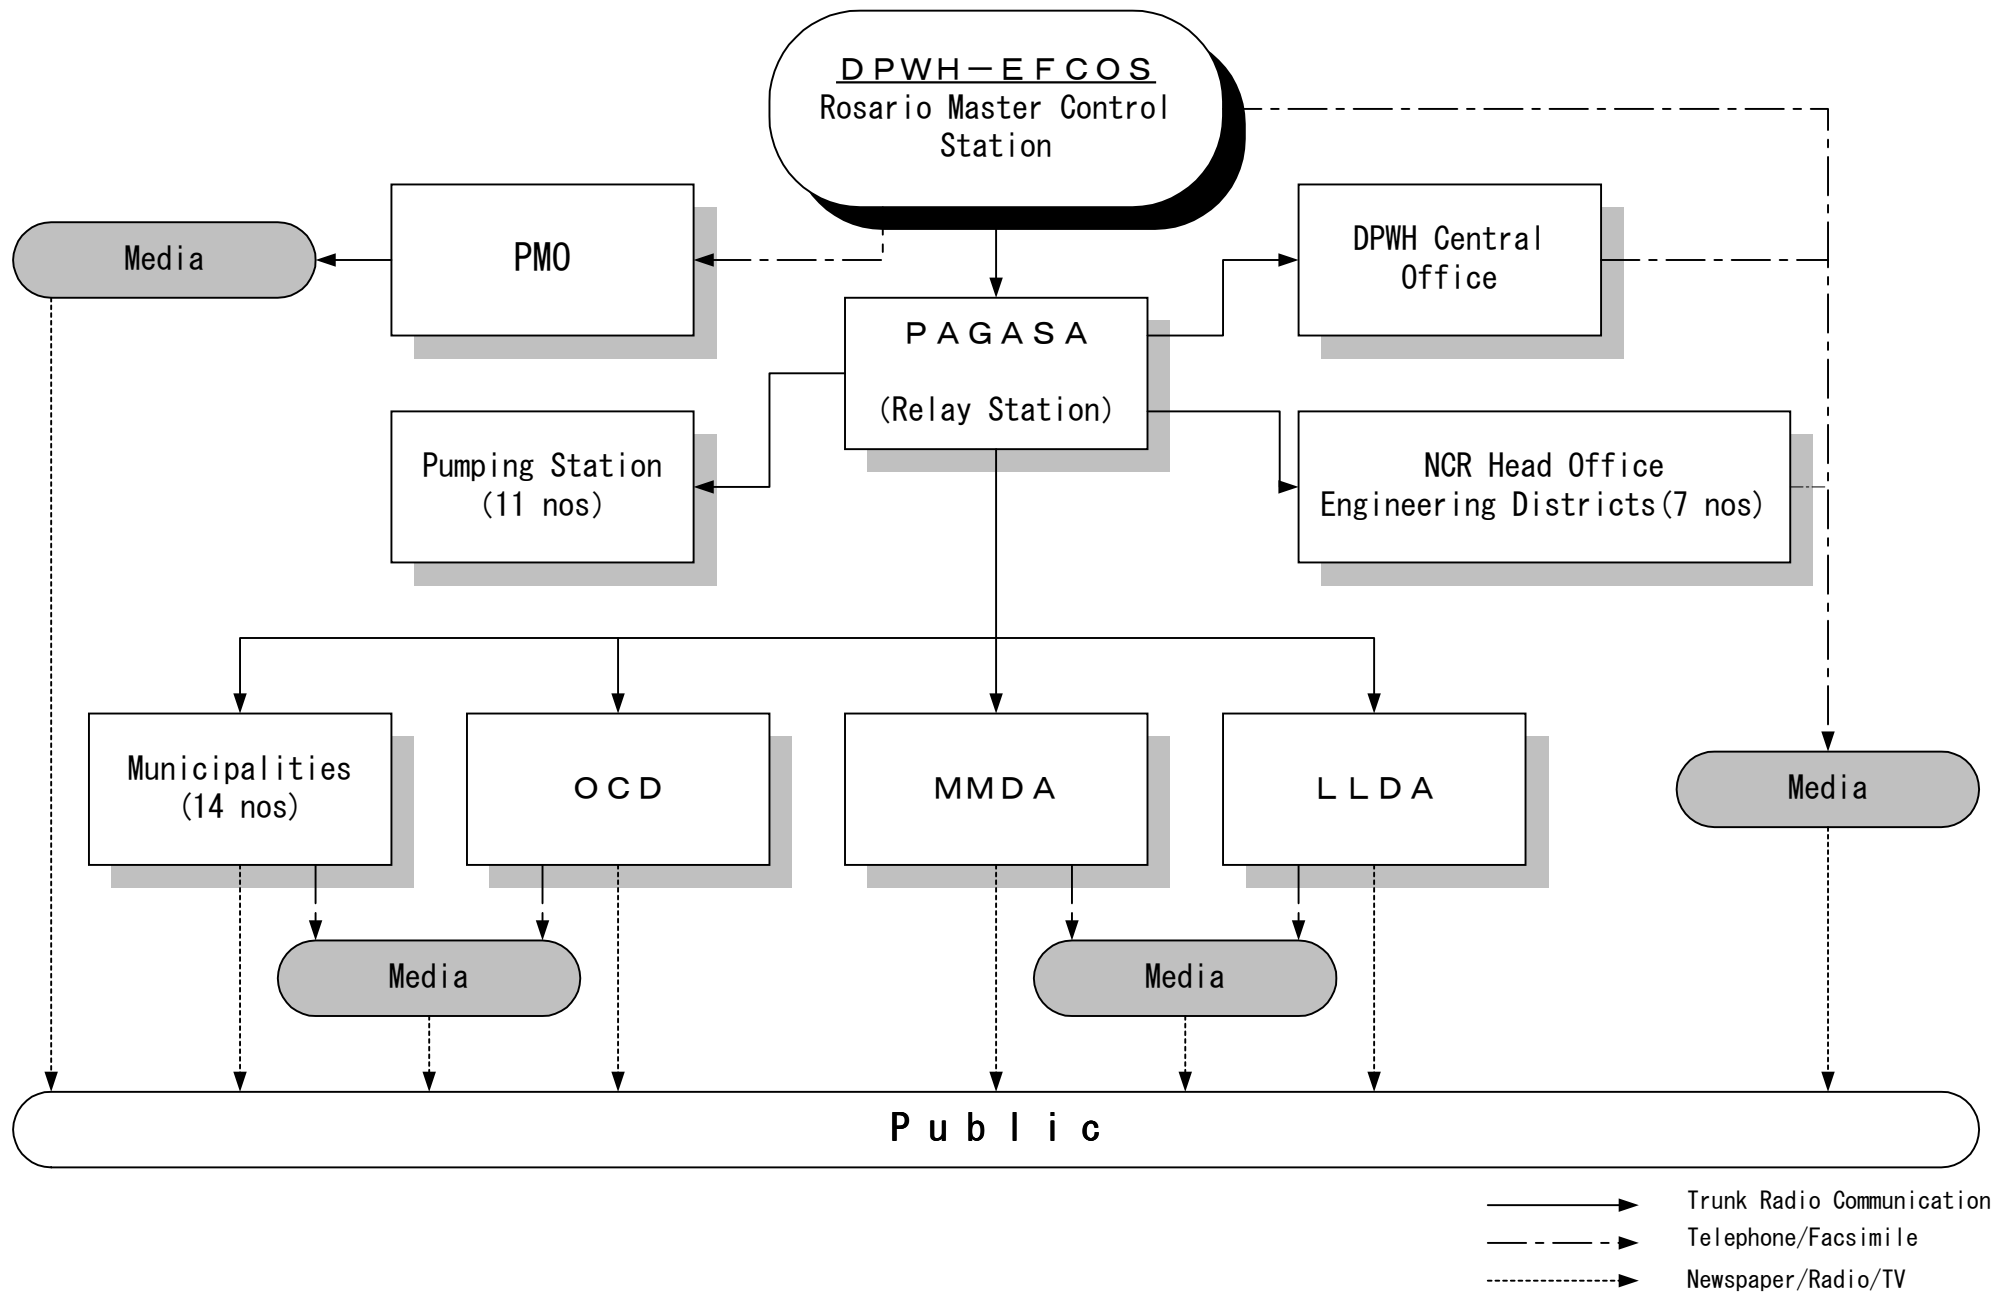 DPWH－EFCOS
Rosario Master Control
Station
Media
PMO
DPWH Central
Office
PAGASA
(Relay Station)
Pumping Station
(11 nos)
NCR Head Office
Engineering Districts(7 nos)
Municipalities
(14 nos)
OCD
MMDA
LLDA
Media
Media
Media
Public
Trunk Radio Communication
Telephone/Facsimile
Newspaper/Radio/TV